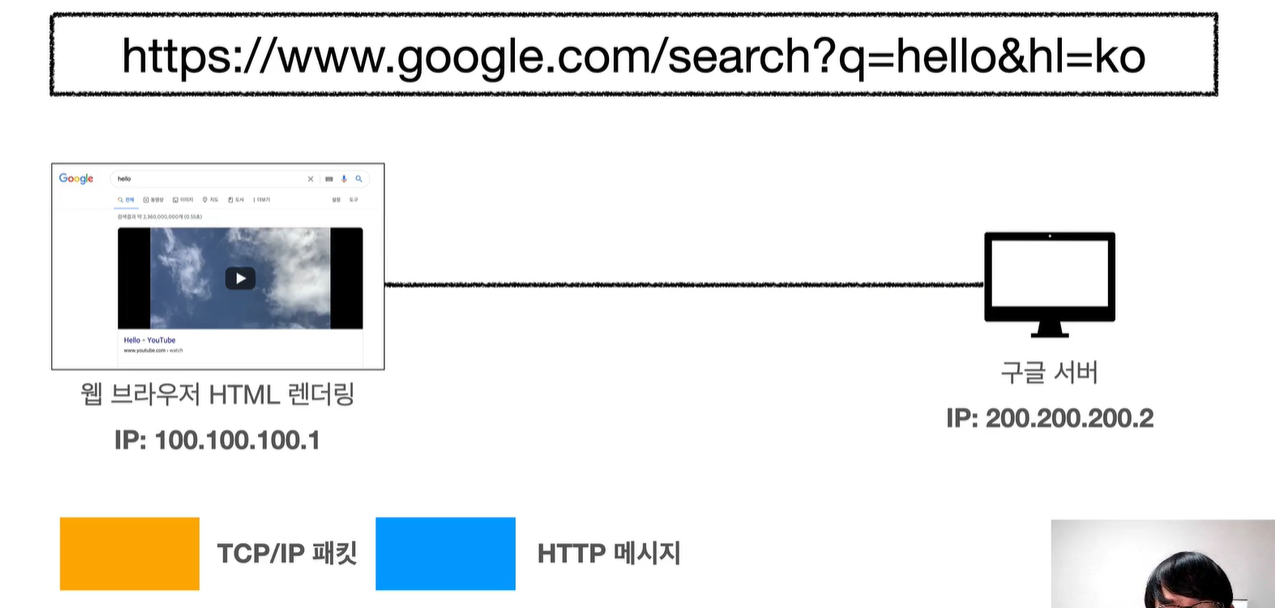 https://www.google.com/search?q=hello&hl=ko
Google hello
전체 동영상 이미지 지도 도서 더보기 설정 도구
검색결과 약 2,360,000,000개 (0.55초)
Hello - YouTube
www.youtube.com › watch
웹 브라우저 HTML 렌더링
IP: 100.100.100.1
구글 서버
IP: 200.200.200.2
TCP/IP 패킷
HTTP 메시지